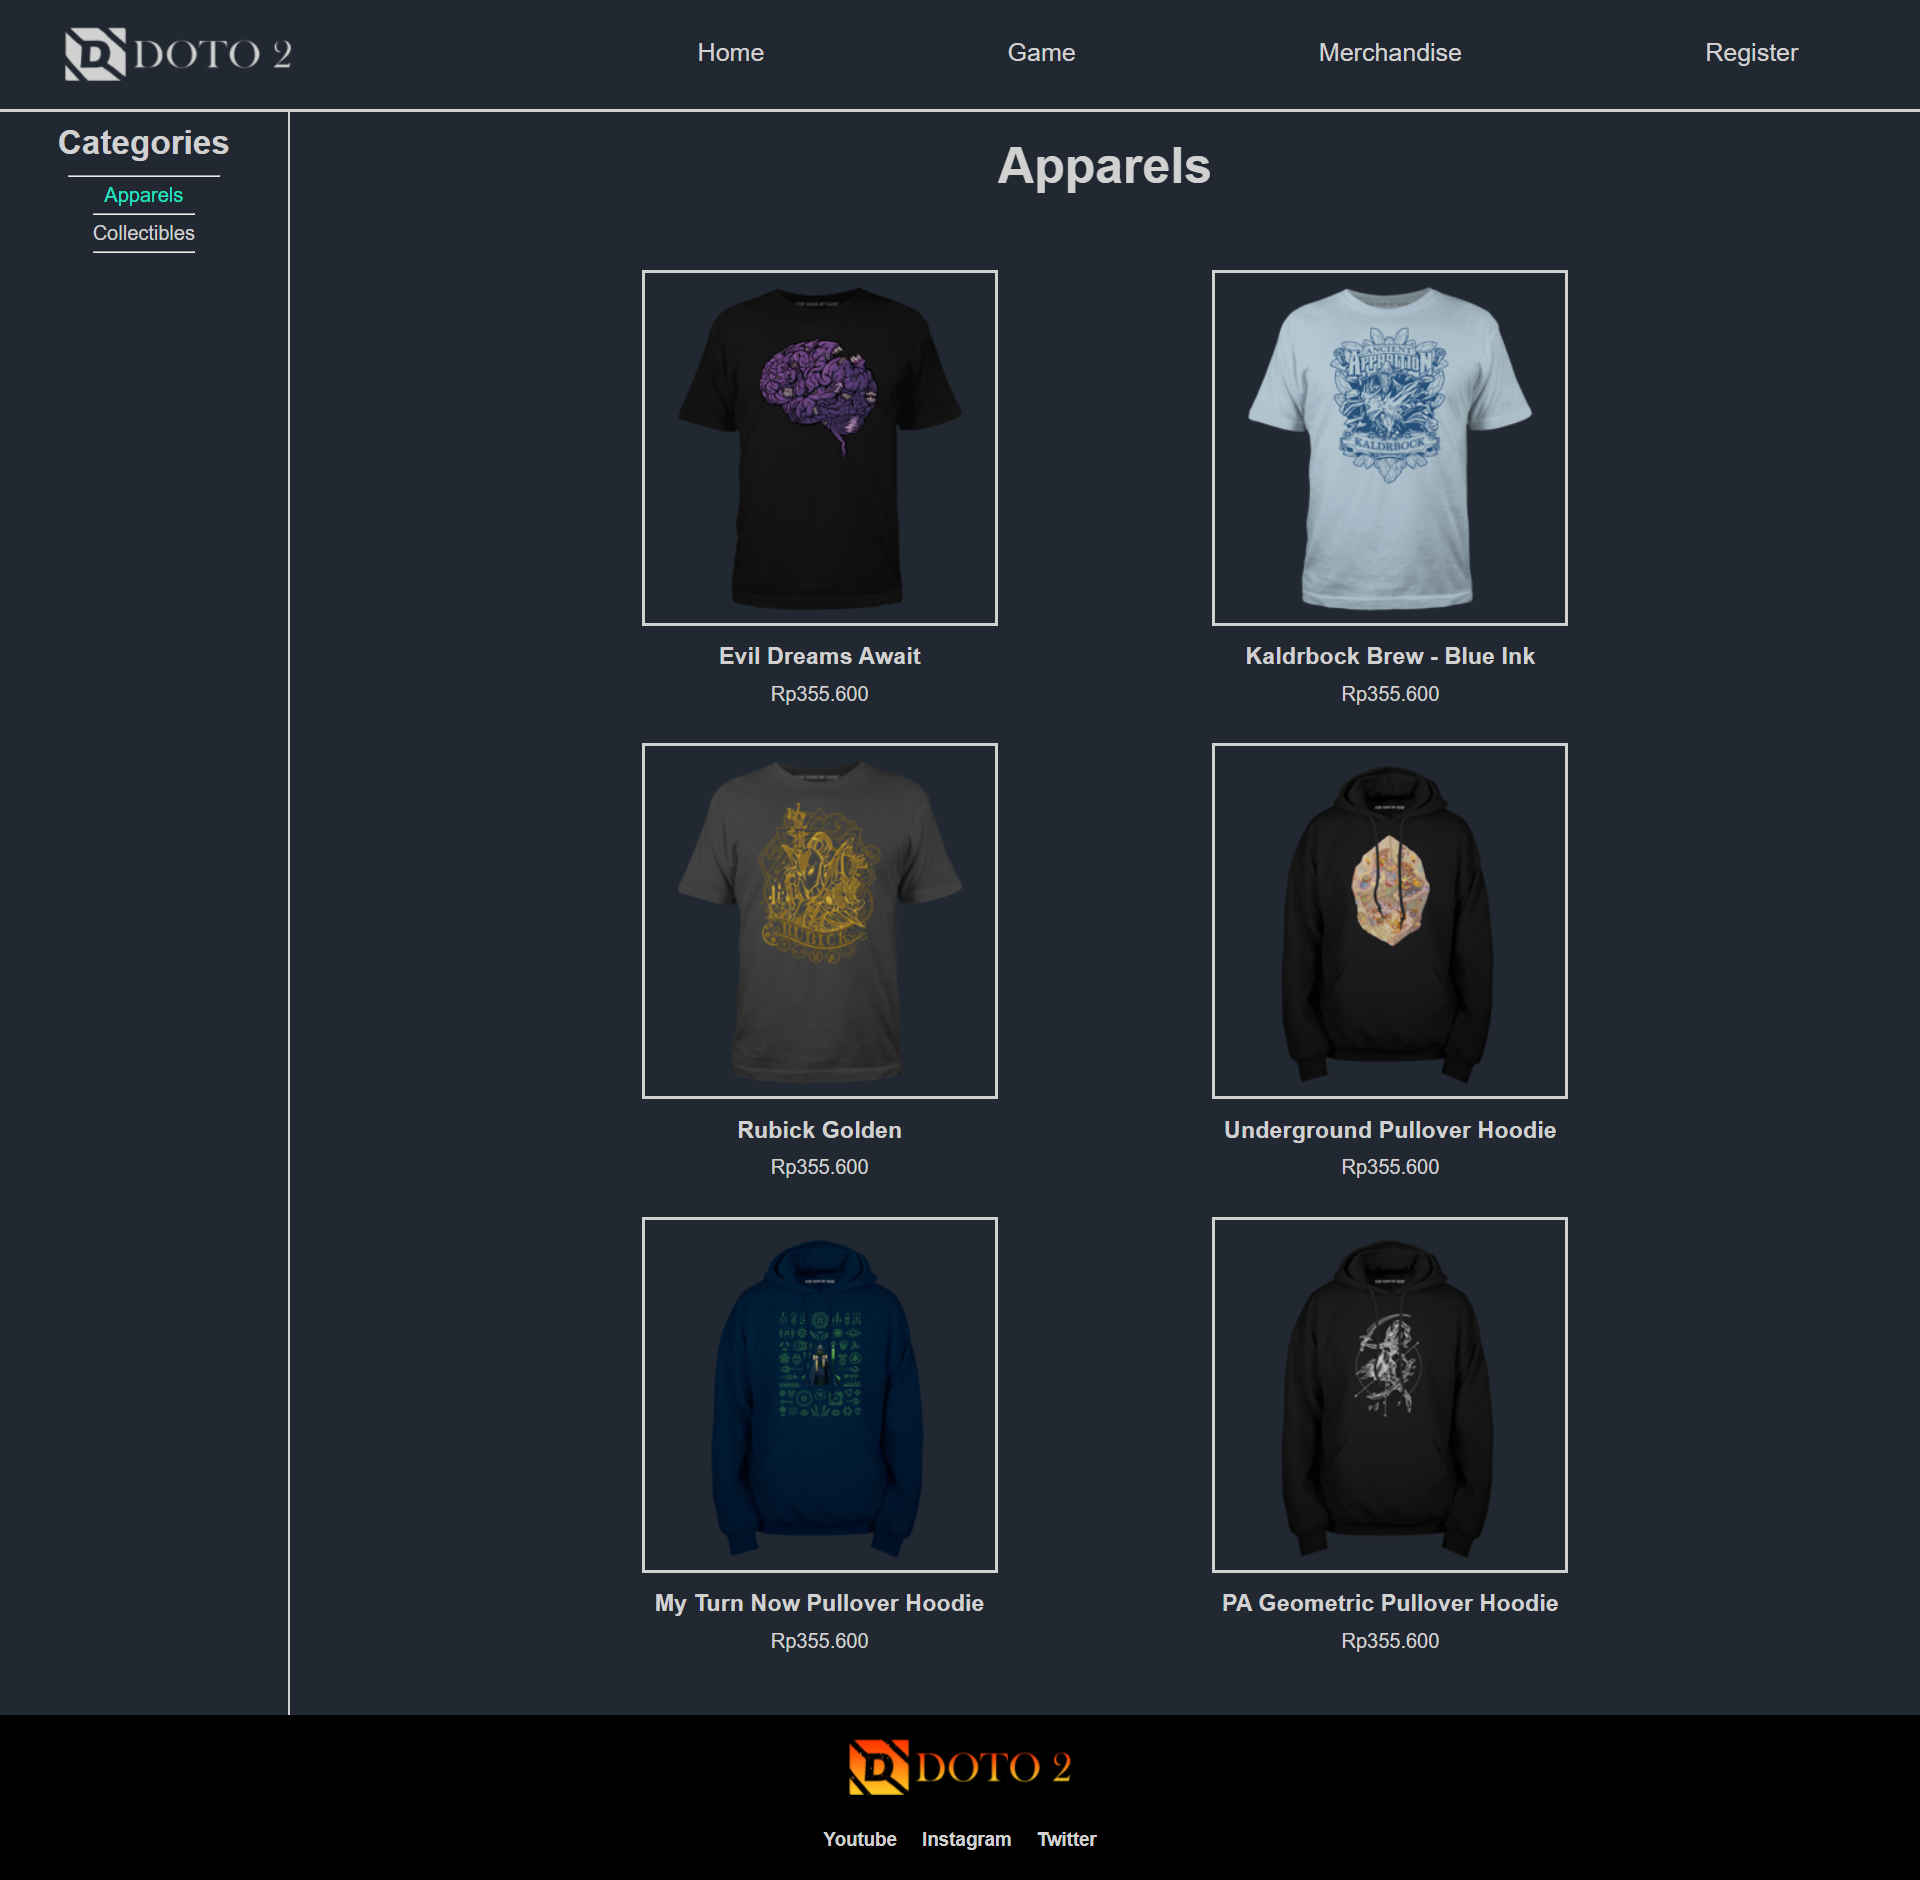 DOTO 2
Home
Game
Merchandise
Register
Categories
Apparels
Collectibles
Apparels
ANCIENT
APPARITION
KALDRBOCK
Evil Dreams Await
Rp355.600
Kaldrbock Brew - Blue Ink
Rp355.600
RUBICK
Rubick Golden
Rp355.600
Underground Pullover Hoodie
Rp355.600
My Turn Now Pullover Hoodie
Rp355.600
PA Geometric Pullover Hoodie
Rp355.600
DOTO 2
Youtube
Instagram
Twitter